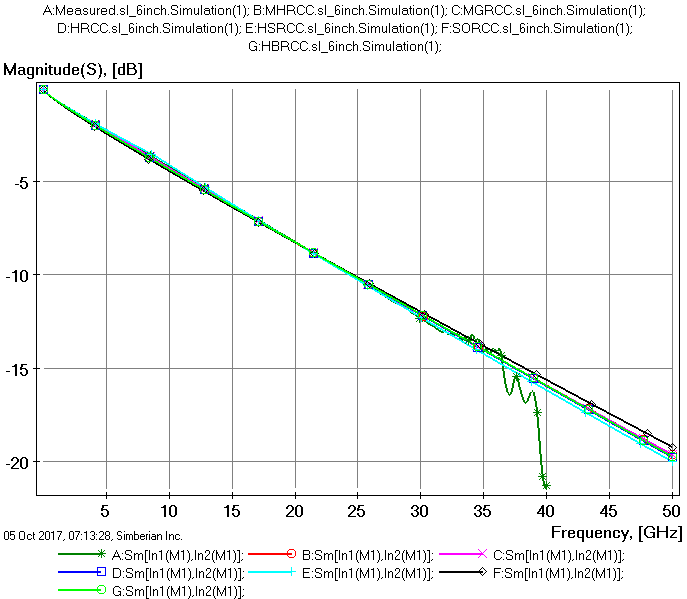 A:Measured.sl_6inch.Simulation(1); B:MHRCC.sl_6inch.Simulation(1); C:MGRCC.sl_6inch.Simulation(1);
D:HRCC.sl_6inch.Simulation(1); E:HSRCC.sl_6inch.Simulation(1); F:SORCC.sl_6inch.Simulation(1);
G:HBRCC.sl_6inch.Simulation(1);
Magnitude(S), [dB]
-5
-10
-15
-20
5 10 15 20 25 30 35 40 45 50
05 Oct 2017, 07:13:28, Simberian Inc.
Frequency, [GHz]
A:Sm[In1(M1),In2(M1)]; B:Sm[In1(M1),In2(M1)]; C:Sm[In1(M1),In2(M1)];
D:Sm[In1(M1),In2(M1)]; E:Sm[In1(M1),In2(M1)]; F:Sm[In1(M1),In2(M1)];
G:Sm[In1(M1),In2(M1)];